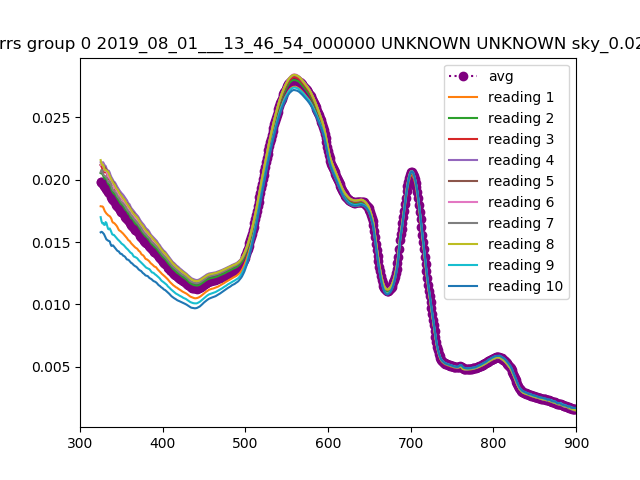 rrs group 0 2019_08_01___13_46_54_000000 UNKNOWN UNKNOWN sky_0.02
0.025
0.020
0.015
0.010
0.005
300 400 500 600 700 800 900
avg
reading 1
reading 2
reading 3
reading 4
reading 5
reading 6
reading 7
reading 8
reading 9
reading 10